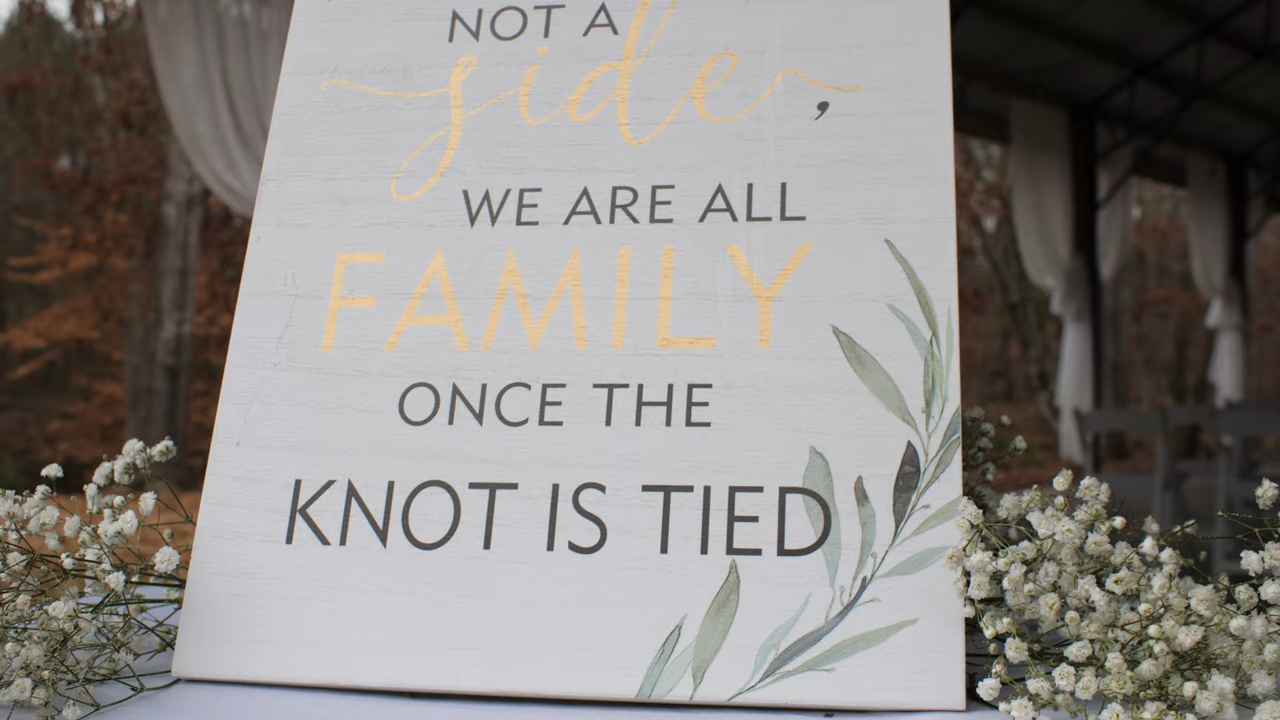 NOT A
side,
WE ARE ALL
FAMILY
ONCE THE
KNOT IS TIED